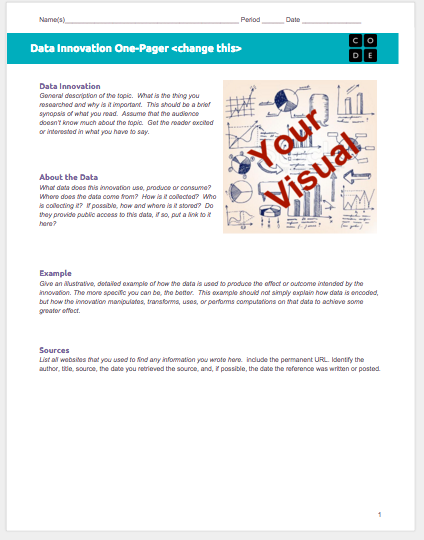 Name(s)________________________________________________ Period ______ Date ________________
Data Innovation One-Pager <change this>
C O
D E
Data Innovation
General description of the topic. What is the thing you
researched and why is it important. This should be a brief
synopsis of what you read. Assume that the audience
doesn't know much about the topic. Get the reader excited
or interested in what you have to say.
Your
Visual
About the Data
What data does this innovation use, produce or consume?
Where does the data come from? How is it collected? Who
is collecting it? If possible, how and where is it stored? Do
they provide public access to this data, if so, put a link to it
here?
Example
Give an illustrative, detailed example of how the data is used to produce the effect or outcome intended by the
innovation. The more specific you can be, the better. This example should not simply explain how data is encoded,
but how the innovation manipulates, transforms, uses, or performs computations on that data to achieve some
greater effect.
Sources
List all websites that you used to find any information you wrote here. Include the permanent URL. Identify the
author, title, source, the date you retrieved the source, and, if possible, the date the reference was written or posted.
1